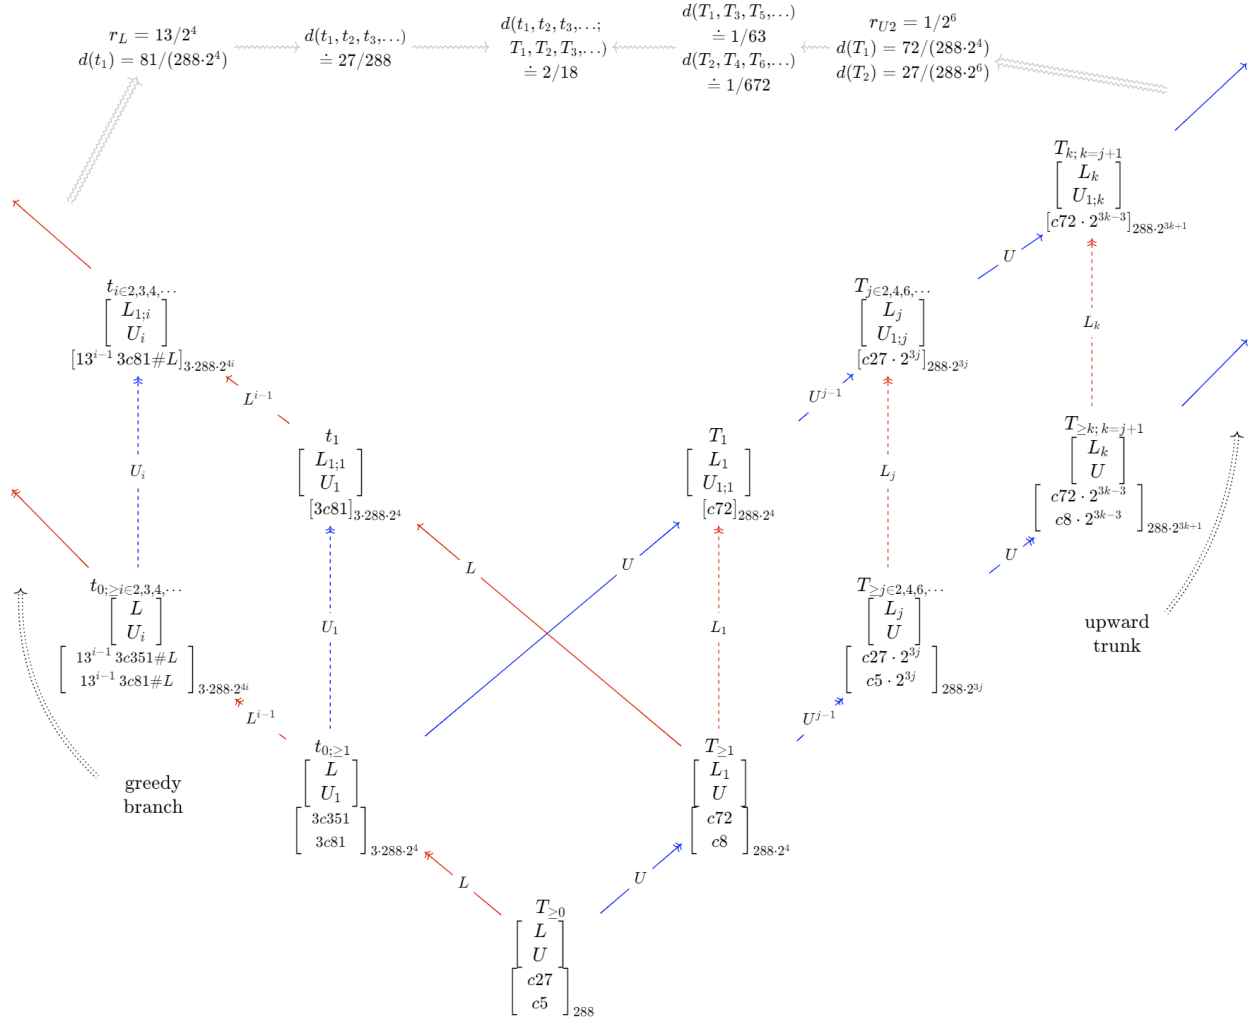 r_L = 13/2^4
d(t_1) = 81/(288·2^4)
d(t_1, t_2, t_3,…)
≐ 27/288
d(t_1, t_2, t_3,…;
T_1, T_2, T_3,…)
≐ 2/18
d(T_1, T_3, T_5,…)
≐ 1/63
d(T_2, T_4, T_6,…)
≐ 1/672
r_{U2} = 1/2^6
d(T_1) = 72/(288·2^4)
d(T_2) = 27/(288·2^6)
T_{k; k=j+1}
[ L_k
U_{1;k} ]
[c72 · 2^{3k−3}]_{288·2^{3k+1}}
U
t_{i∈2,3,4,…}
[ L_{1;i}
U_i ]
[13^{i−1} 3c81#L]_{3·288·2^{4i}}
T_{j∈2,4,6,…}
[ L_j
U_{1;j} ]
[c27 · 2^{3j}]_{288·2^{3j}}
L_k
L^{i−1}
U^{j−1}
t_1
[ L_{1;1}
U_1 ]
[3c81]_{3·288·2^4}
T_1
[ L_1
U_{1;1} ]
[c72]_{288·2^4}
T_{≥k; k=j+1}
[ L_k
U ]
[ c72 · 2^{3k−3}
c8 · 2^{3k−3} ]_{288·2^{3k+1}}
U_i
L_j
L
U
U
t_{0;≥i∈2,3,4,…}
[ L
U_i ]
[ 13^{i−1} 3c351#L
13^{i−1} 3c81#L ]_{3·288·2^{4i}}
U_1
L_1
T_{≥j∈2,4,6,…}
[ L_j
U ]
[ c27 · 2^{3j}
c5 · 2^{3j} ]_{288·2^{3j}}
upward
trunk
L^{i−1}
U^{j−1}
greedy
branch
t_{0;≥1}
[ L
U_1 ]
[ 3c351
3c81 ]_{3·288·2^4}
T_{≥1}
[ L_1
U ]
[ c72
c8 ]_{288·2^4}
L
U
T_{≥0}
[ L
U ]
[ c27
c5 ]_{288}